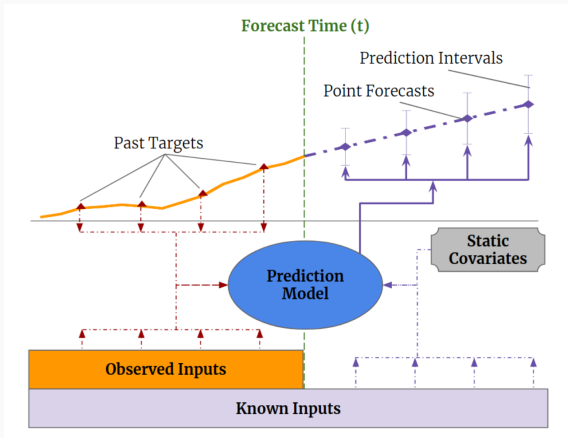 Forecast Time (t)
Prediction Intervals
Point Forecasts
Past Targets
Static
Covariates
Prediction
Model
Observed Inputs
Known Inputs